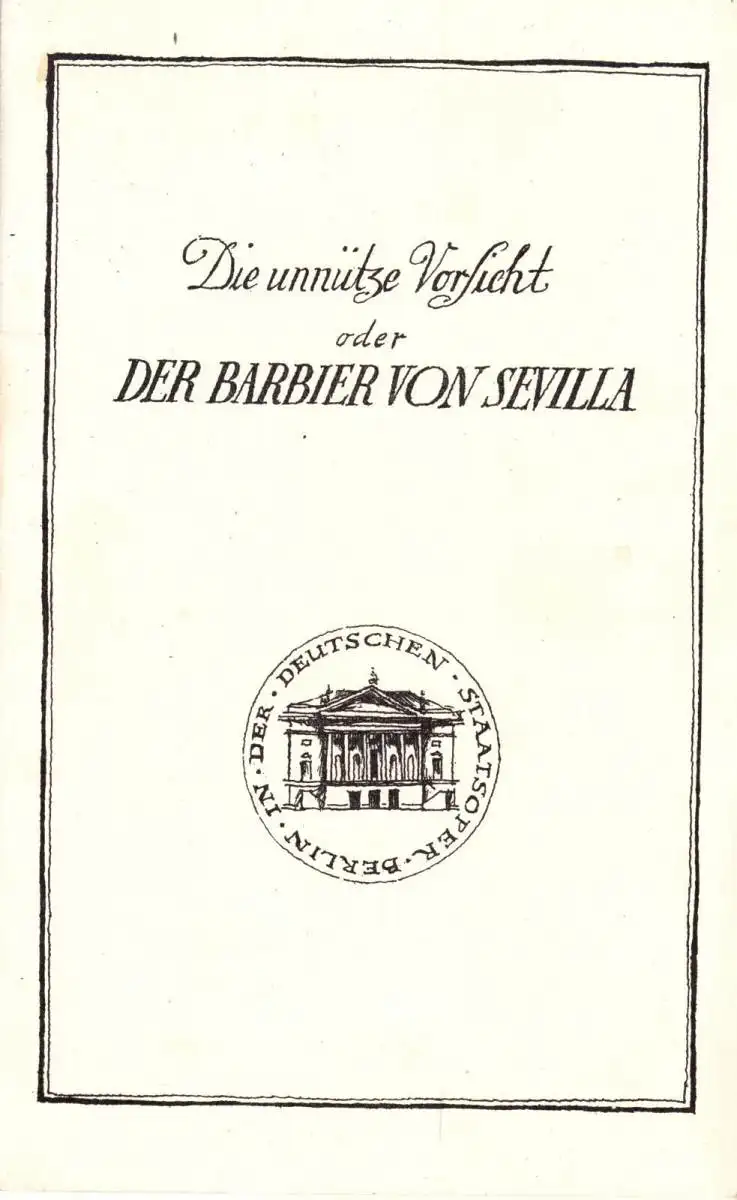 Die unnütze Vorsicht
oder
DER BARBIER VON SEVILLA
IN · DER · DEUTSCHEN · STAATSOPER · BERLIN ·